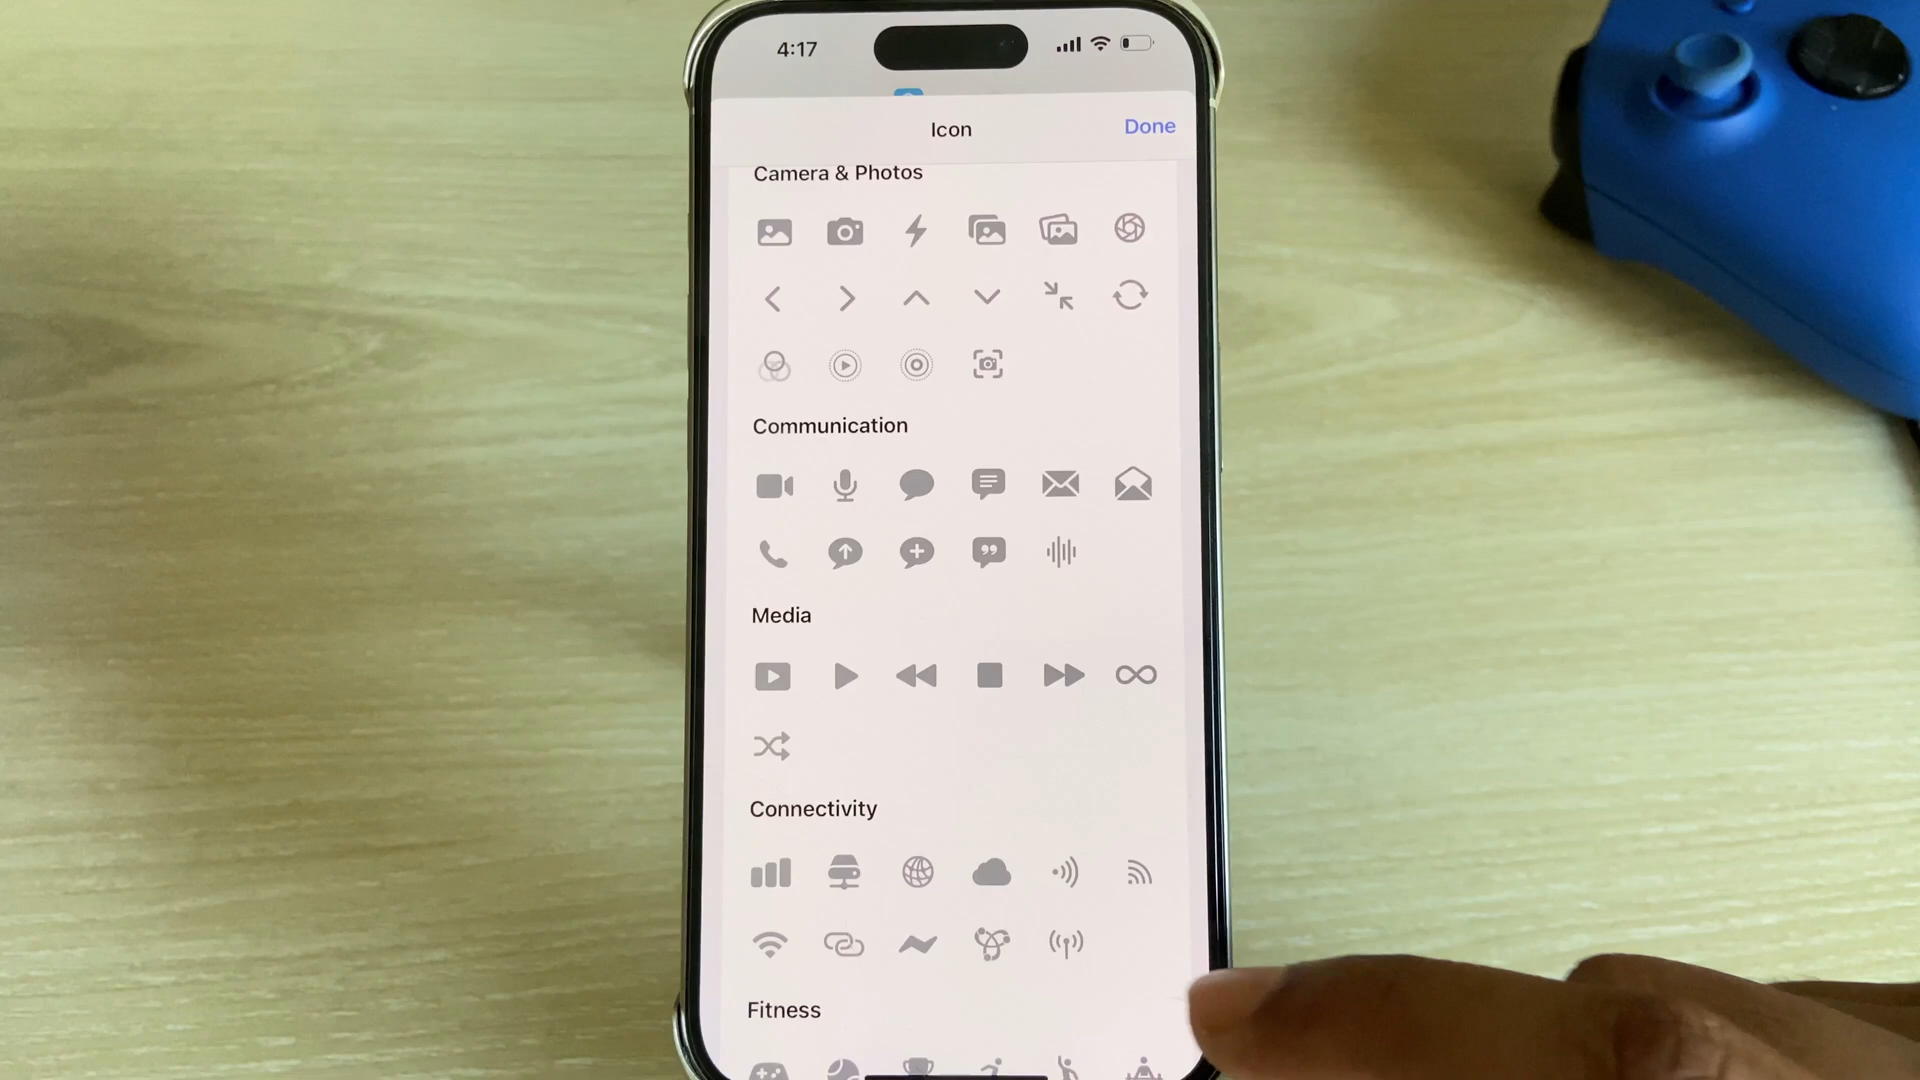 4:17
Icon
Done
Camera & Photos
Communication
Media
Connectivity
Fitness